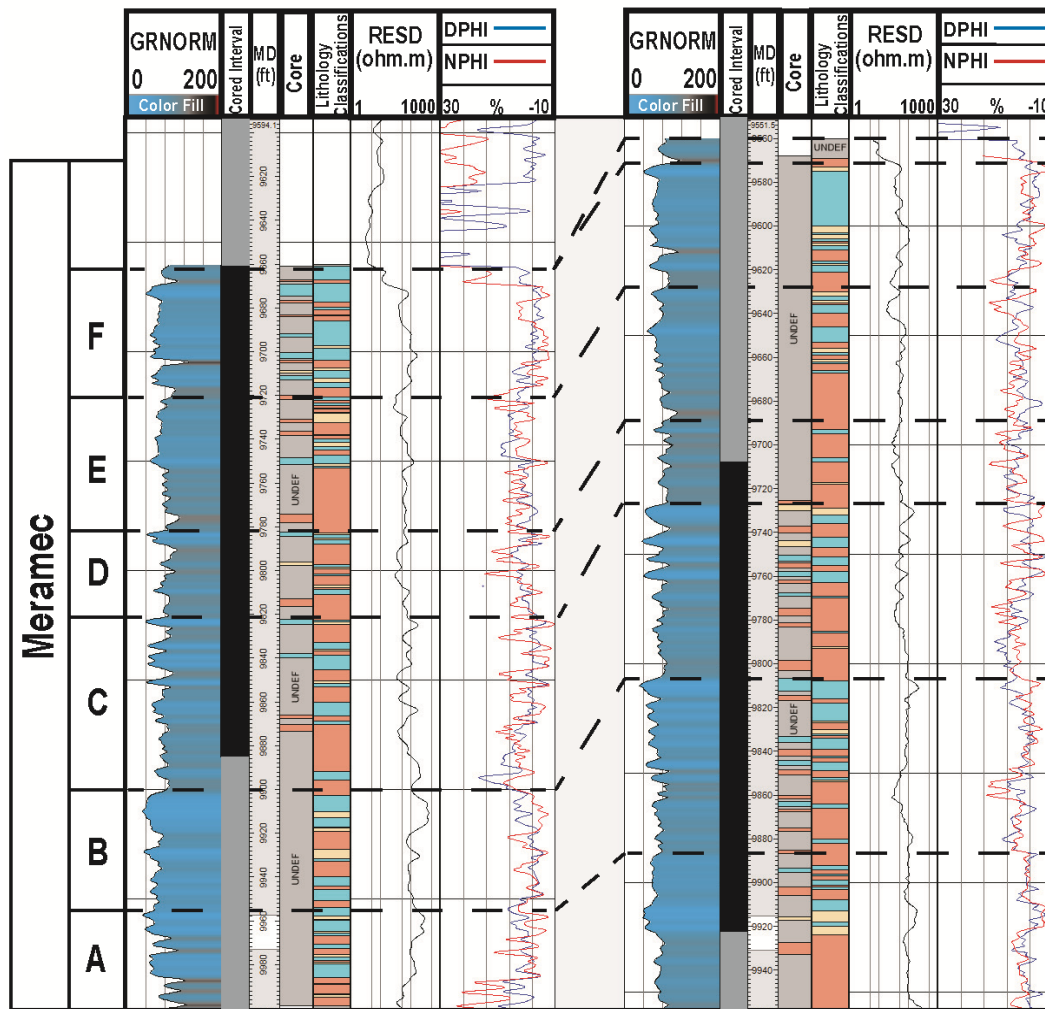 GRNORM
0 200
Color Fill
Cored Interval
MD
(ft)
Core
Lithology
Classifications
RESD
(ohm.m)
1 1000
DPHI
NPHI
30 % -10
GRNORM
0 200
Color Fill
Cored Interval
MD
(ft)
Core
Lithology
Classifications
RESD
(ohm.m)
1 1000
DPHI
NPHI
30 % -10
Meramec
F
E
D
C
B
A
9594.1
9620
9640
9660
9680
9700
9720
9740
9760
9780
9800
9820
9840
9860
9880
9920
9940
9960
9980
UNDEF
UNDEF
UNDEF
9551.5
9560
9580
9600
9620
9640
9660
9680
9700
9720
9740
9760
9780
9800
9820
9840
9860
9880
9900
9920
9940
UNDEF
UNDEF
UNDEF